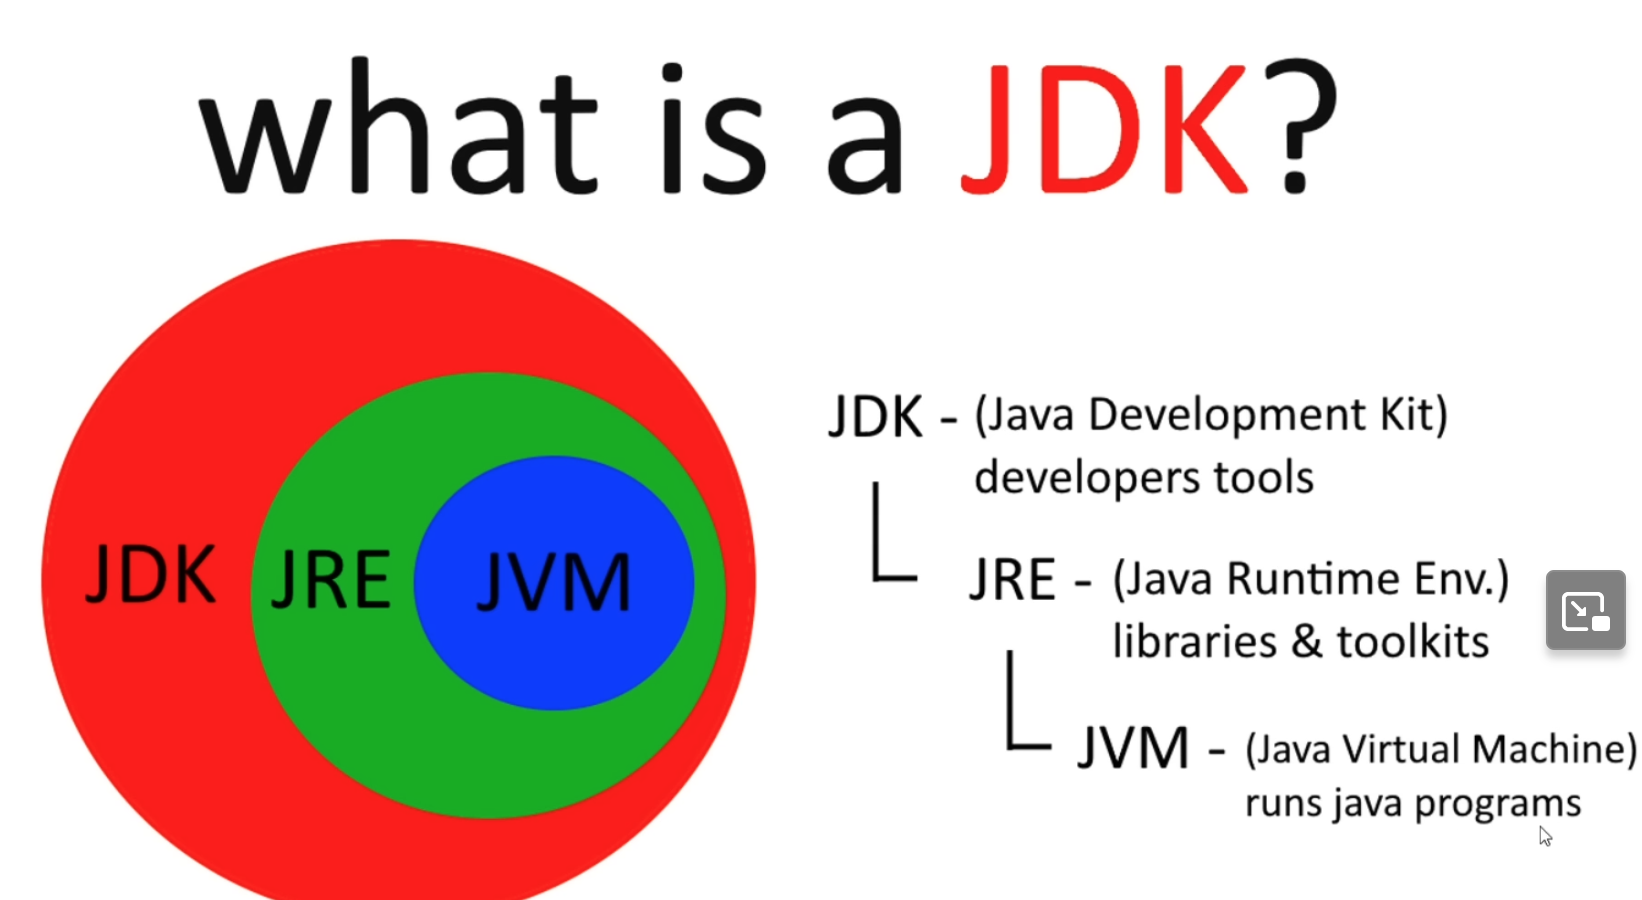 what is a JDK?
JDK JRE JVM
JDK - (Java Development Kit)
developers tools
JRE - (Java Runtime Env.)
libraries & toolkits
JVM - (Java Virtual Machine)
runs java programs